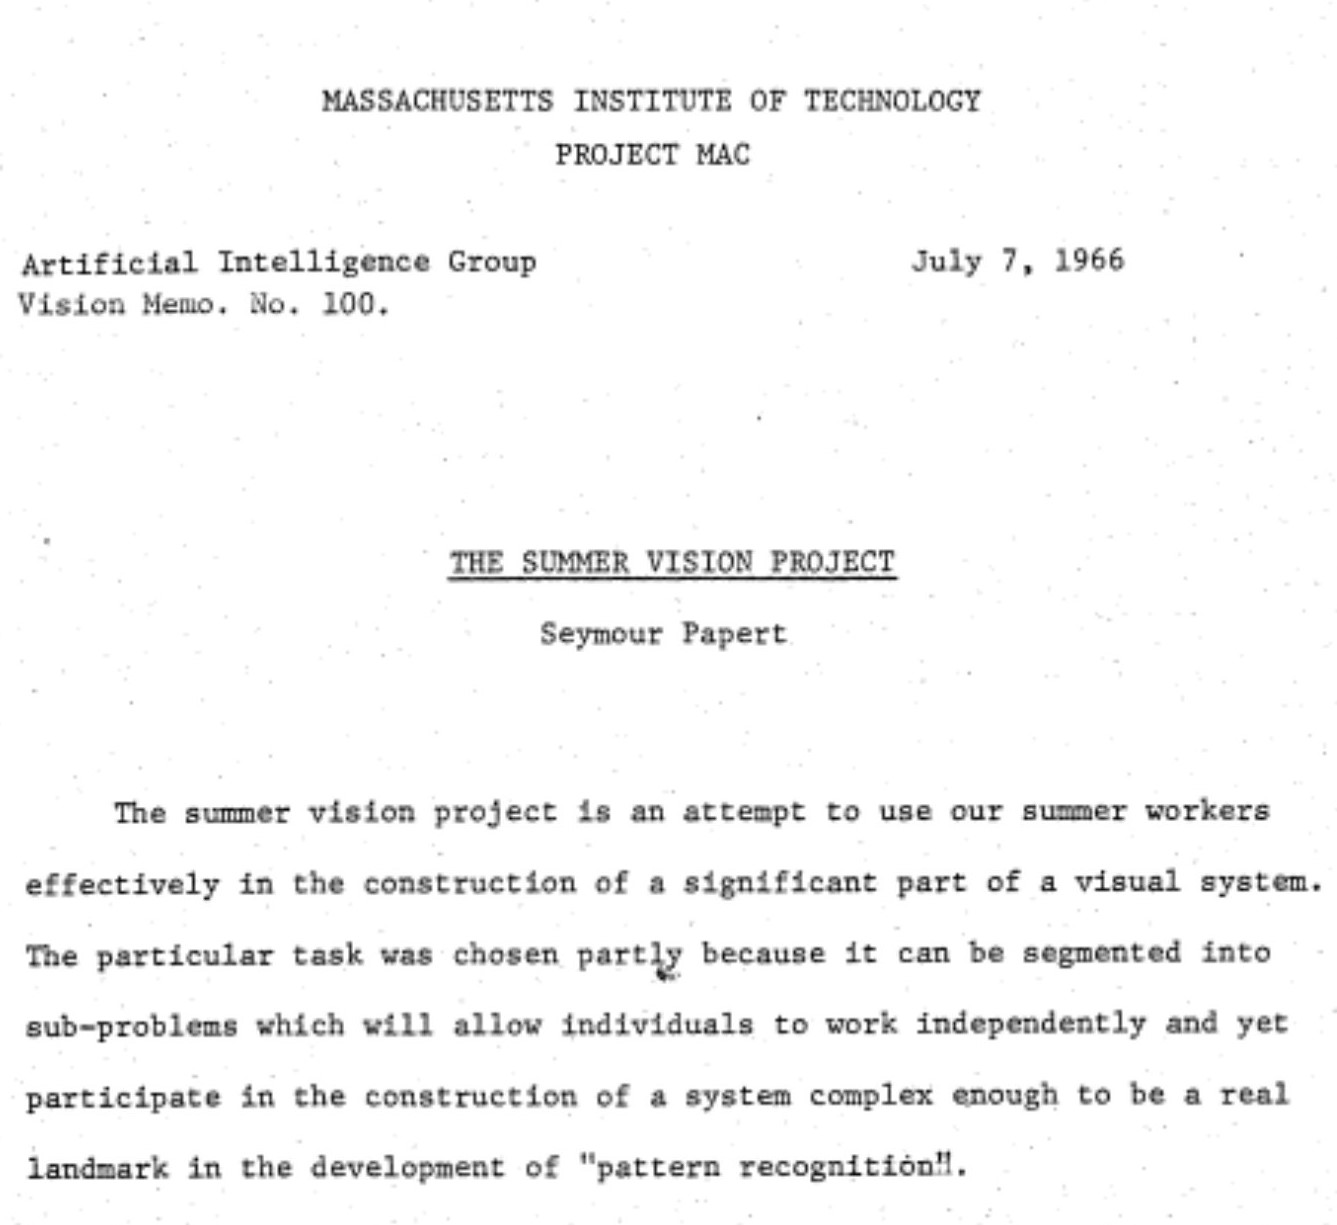 MASSACHUSETTS INSTITUTE OF TECHNOLOGY
PROJECT MAC
Artificial Intelligence Group July 7, 1966
Vision Memo. No. 100.
THE SUMMER VISION PROJECT
Seymour Papert
The summer vision project is an attempt to use our summer workers
effectively in the construction of a significant part of a visual system.
The particular task was chosen partly because it can be segmented into
sub-problems which will allow individuals to work independently and yet
participate in the construction of a system complex enough to be a real
landmark in the development of "pattern recognition".